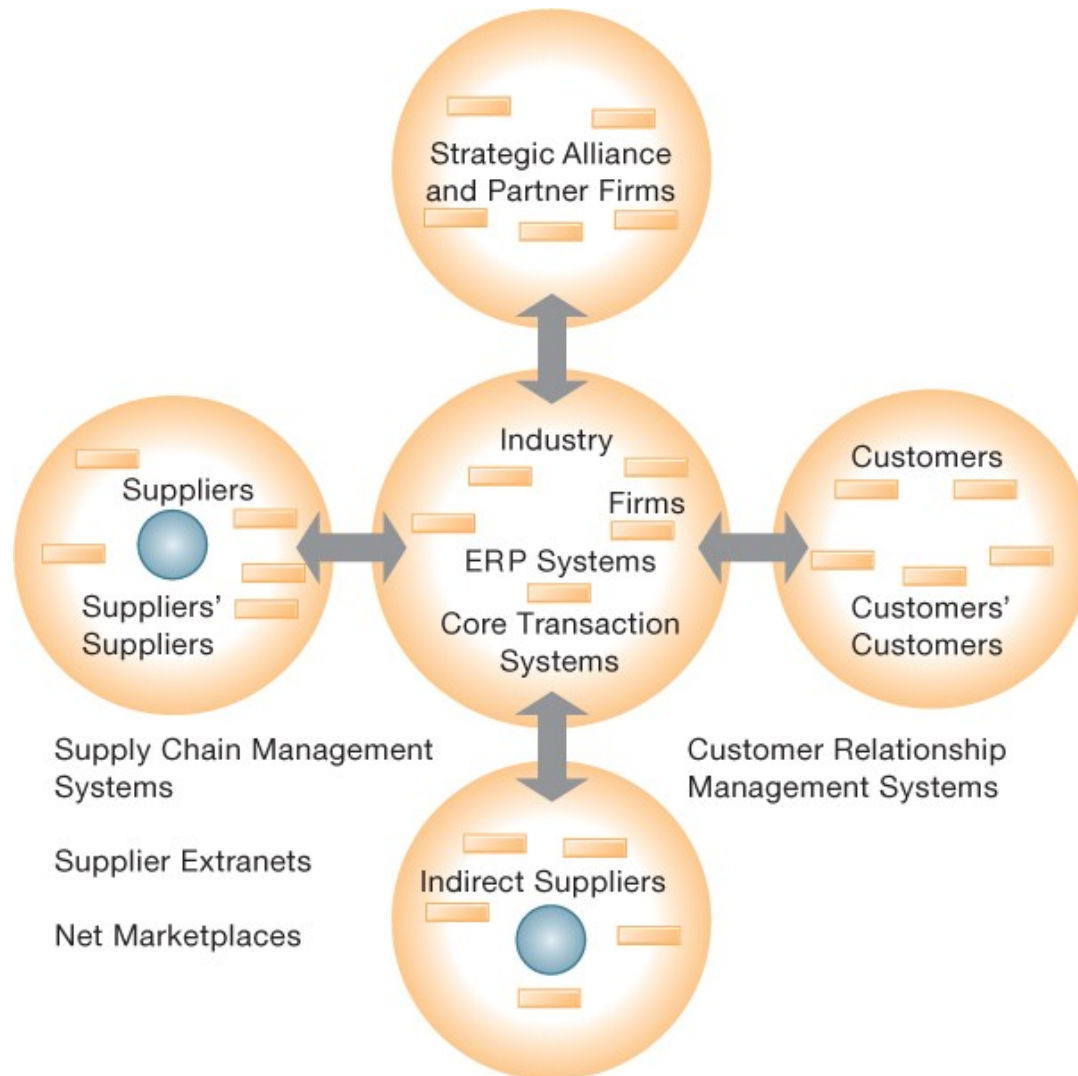 Strategic Alliance
and Partner Firms
Industry
Firms
ERP Systems
Core Transaction
Systems
Suppliers
Suppliers’
Suppliers
Customers
Customers’
Customers
Supply Chain Management
Systems
Supplier Extranets
Net Marketplaces
Customer Relationship
Management Systems
Indirect Suppliers